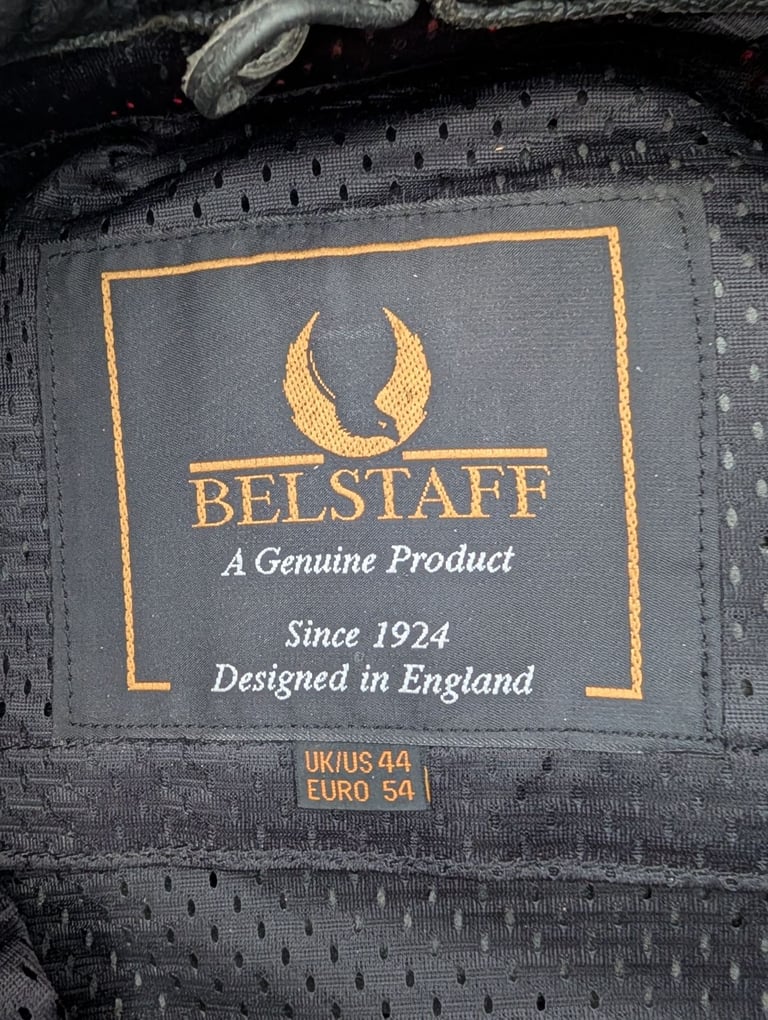 BELSTAFF
A Genuine Product
Since 1924
Designed in England
UK/US 44
EURO 54